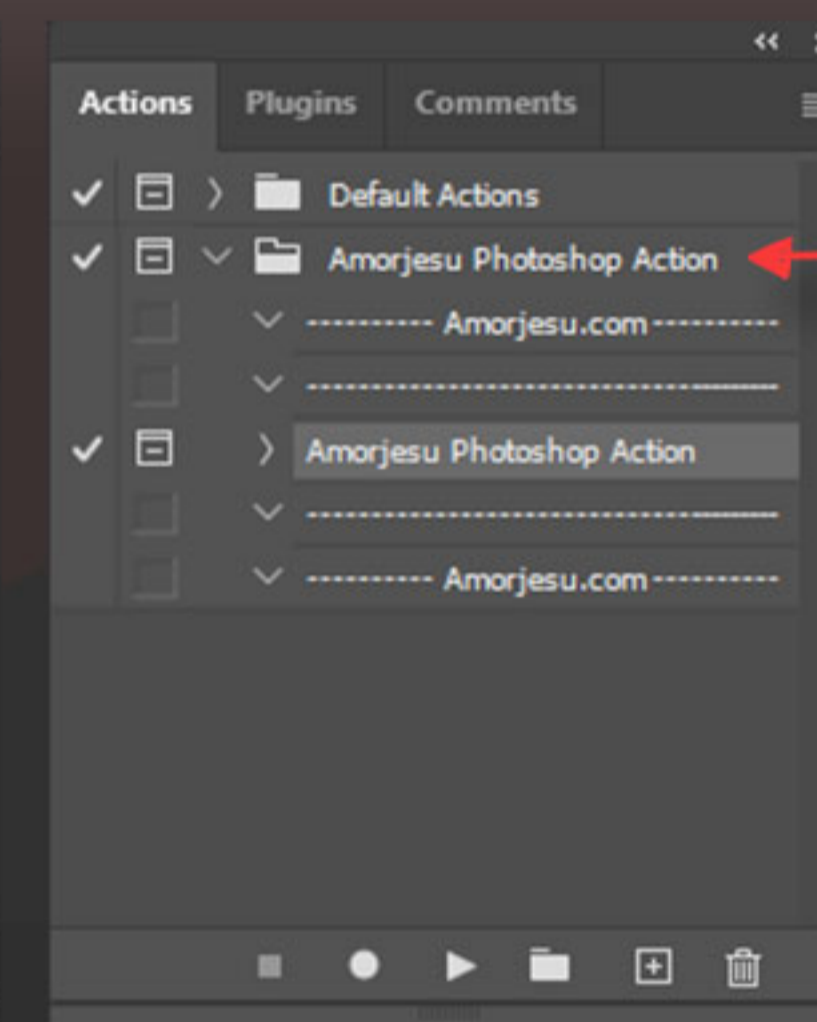 Actions Plugins Comments
Default Actions
Amorjesu Photoshop Action
---------- Amorjesu.com----------
-------------------------------------
Amorjesu Photoshop Action
-------------------------------------
---------- Amorjesu.com----------